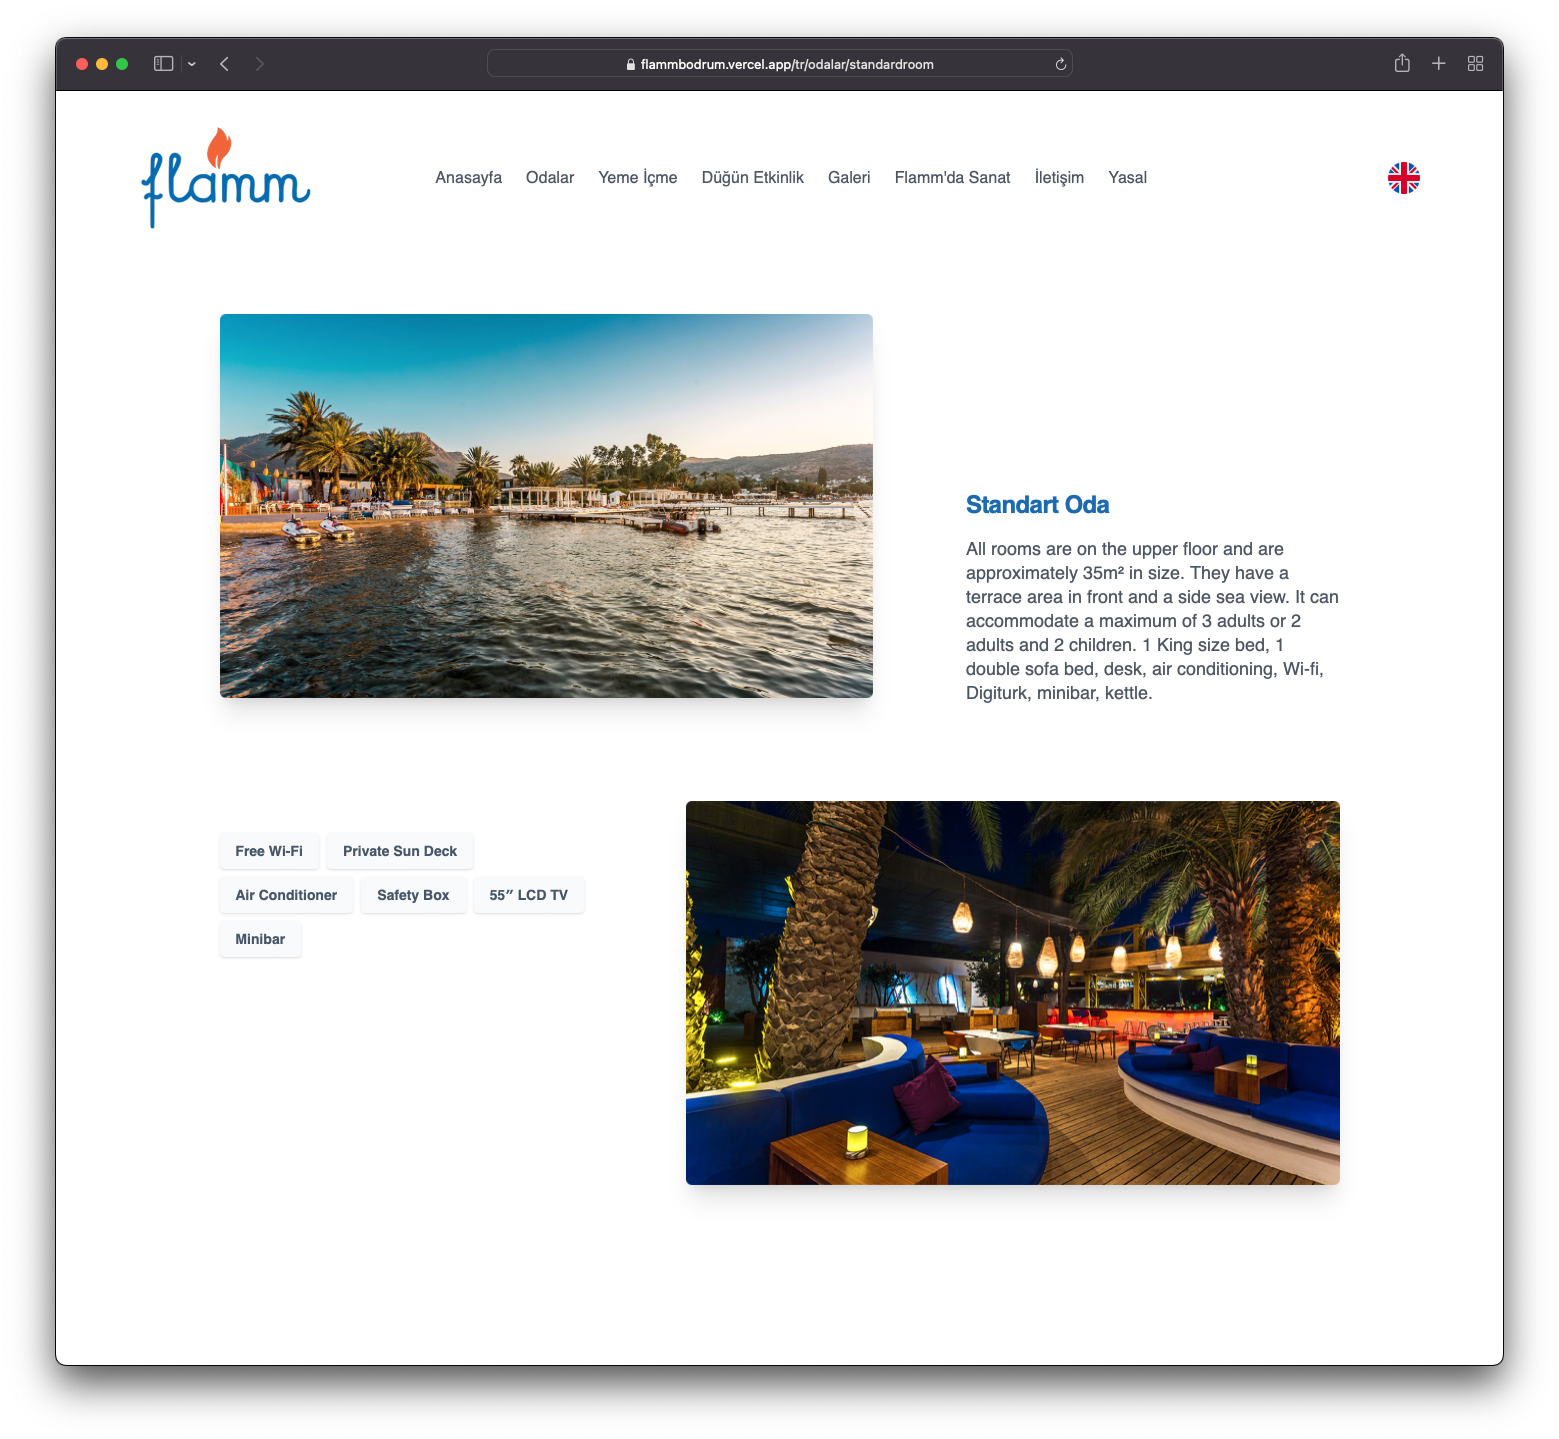 flammbodrum.vercel.app/tr/odalar/standardroom
flamm
Anasayfa Odalar Yeme İçme Düğün Etkinlik Galeri Flamm'da Sanat İletişim Yasal
Standart Oda
All rooms are on the upper floor and are
approximately 35m² in size. They have a
terrace area in front and a side sea view. It can
accommodate a maximum of 3 adults or 2
adults and 2 children. 1 King size bed, 1
double sofa bed, desk, air conditioning, Wi-fi,
Digiturk, minibar, kettle.
Free Wi-Fi Private Sun Deck
Air Conditioner Safety Box 55″ LCD TV
Minibar